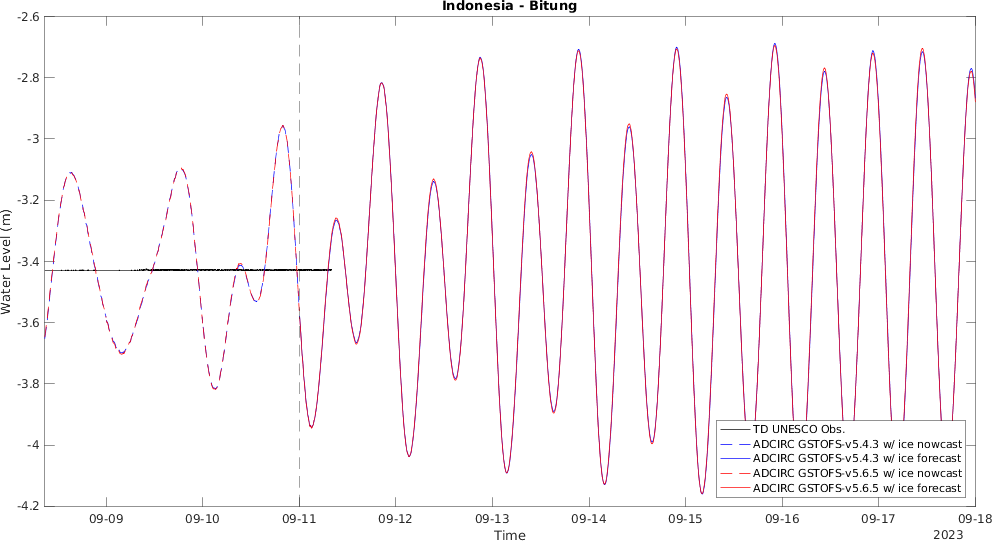 Indonesia - Bitung
-2.6
-2.8
-3
-3.2
-3.4
-3.6
-3.8
-4
-4.2
Water Level (m)
TD UNESCO Obs.
ADCIRC GSTOFS-v5.4.3 w/ ice nowcast
ADCIRC GSTOFS-v5.4.3 w/ ice forecast
ADCIRC GSTOFS-v5.6.5 w/ ice nowcast
ADCIRC GSTOFS-v5.6.5 w/ ice forecast
09-09 09-10 09-11 09-12 09-13 09-14 09-15 09-16 09-17 09-18
Time
2023